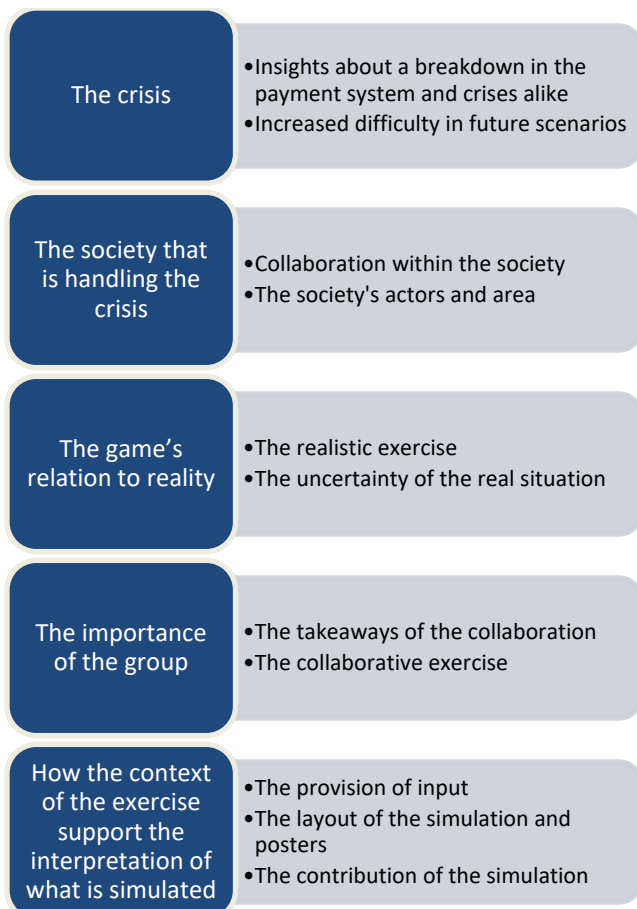 The crisis
•Insights about a breakdown in the
payment system and crises alike
•Increased difficulty in future scenarios
The society that
is handling the
crisis
•Collaboration within the society
•The society's actors and area
The game’s
relation to reality
•The realistic exercise
•The uncertainty of the real situation
The importance
of the group
•The takeaways of the collaboration
•The collaborative exercise
How the context
of the exercise
support the
interpretation of
what is simulated
•The provision of input
•The layout of the simulation and
posters
•The contribution of the simulation